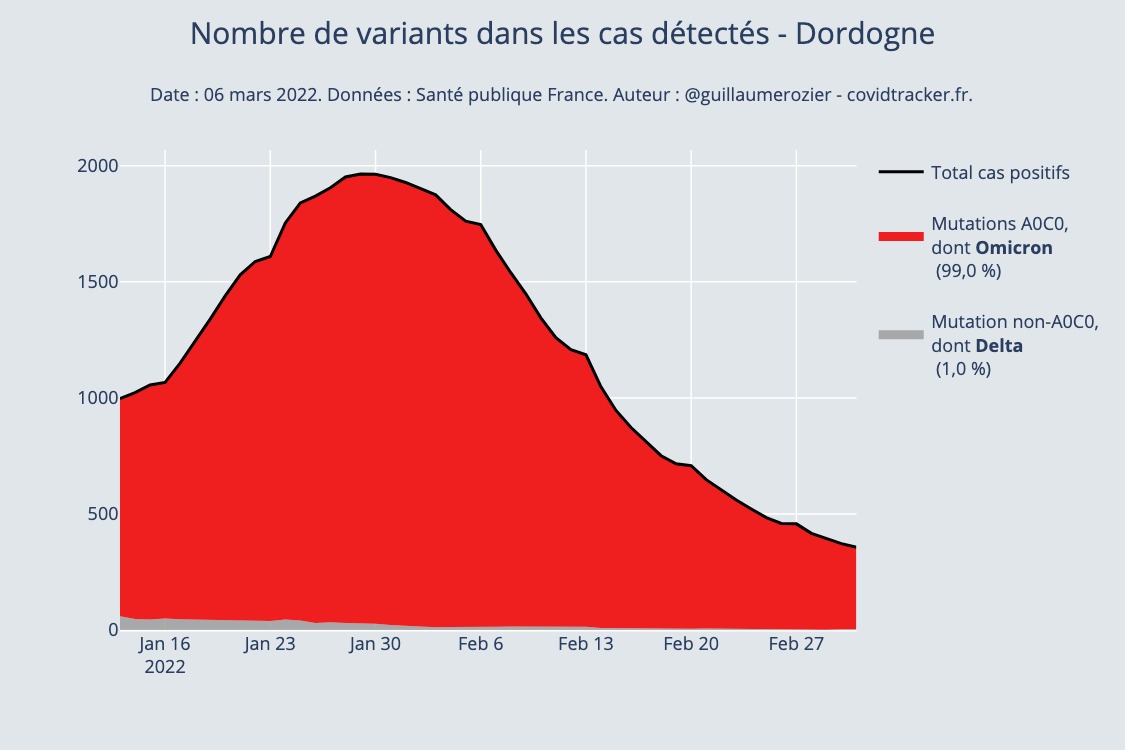 Nombre de variants dans les cas détectés - Dordogne
Date : 06 mars 2022. Données : Santé publique France. Auteur : @guillaumerozier - covidtracker.fr.
2000
1500
1000
500
0
Jan 16
2022
Jan 23
Jan 30
Feb 6
Feb 13
Feb 20
Feb 27
Total cas positifs
Mutations A0C0,
dont Omicron
(99,0 %)
Mutation non-A0C0,
dont Delta
(1,0 %)